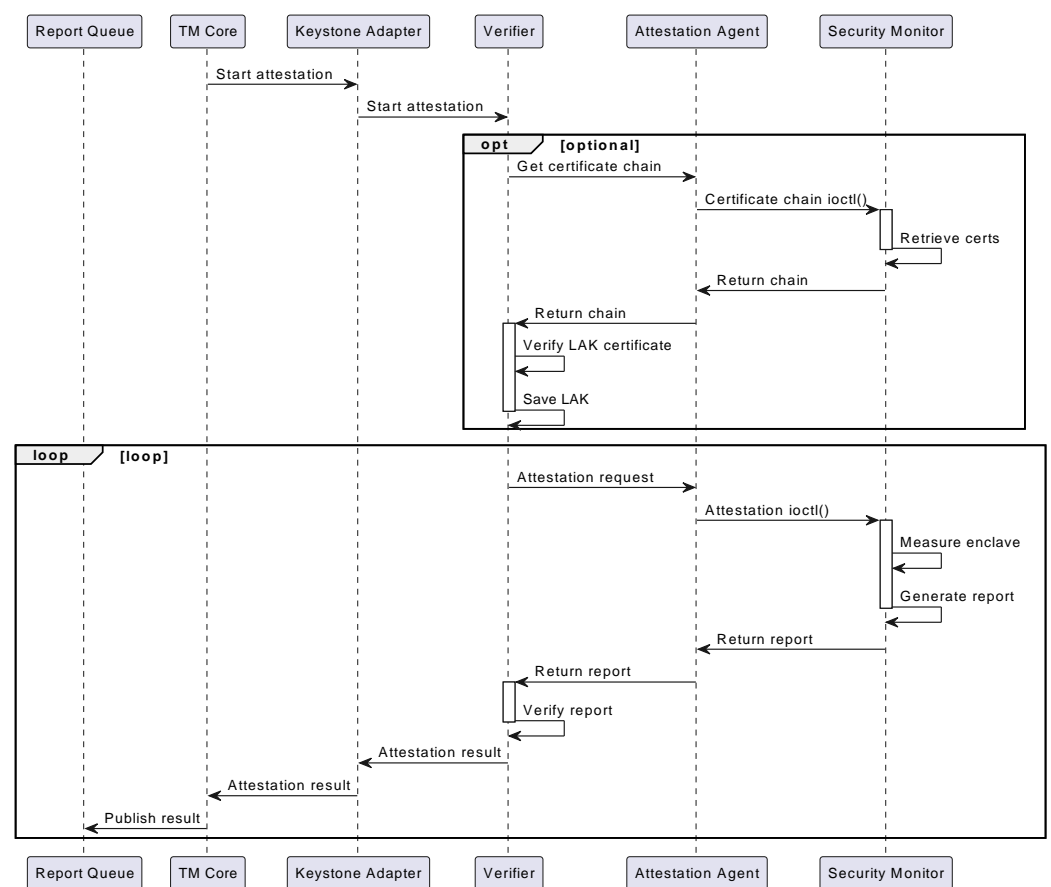 Report Queue
TM Core
Keystone Adapter
Verifier
Attestation Agent
Security Monitor
Start attestation
Start attestation
opt [optional]
Get certificate chain
Certificate chain ioctl()
Retrieve certs
Return chain
Return chain
Verify LAK certificate
Save LAK
loop [loop]
Attestation request
Attestation ioctl()
Measure enclave
Generate report
Return report
Return report
Verify report
Attestation result
Attestation result
Publish result
Report Queue
TM Core
Keystone Adapter
Verifier
Attestation Agent
Security Monitor